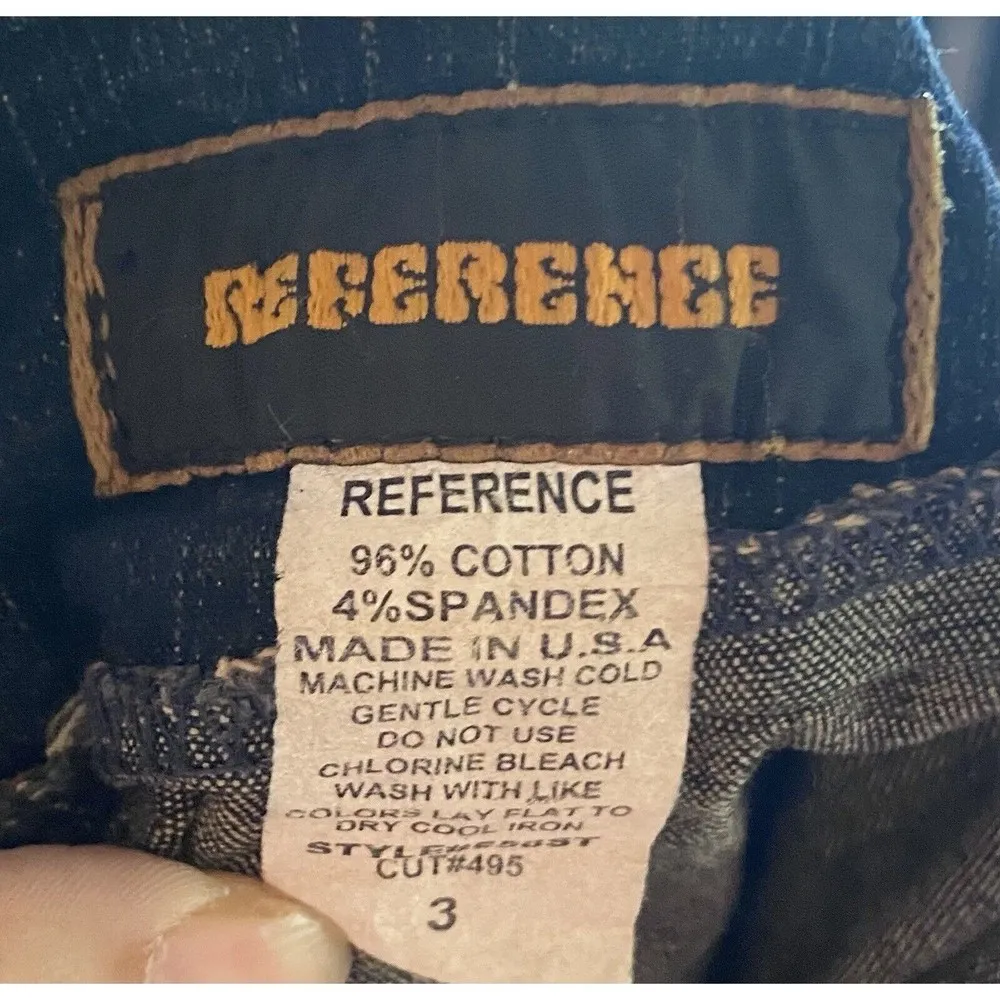 REFERENCE
REFERENCE
96% COTTON
4%SPANDEX
MADE IN U.S.A
MACHINE WASH COLD
GENTLE CYCLE
DO NOT USE
CHLORINE BLEACH
WASH WITH LIKE
COLORS LAY FLAT TO
DRY COOL IRON
CUT#495
3